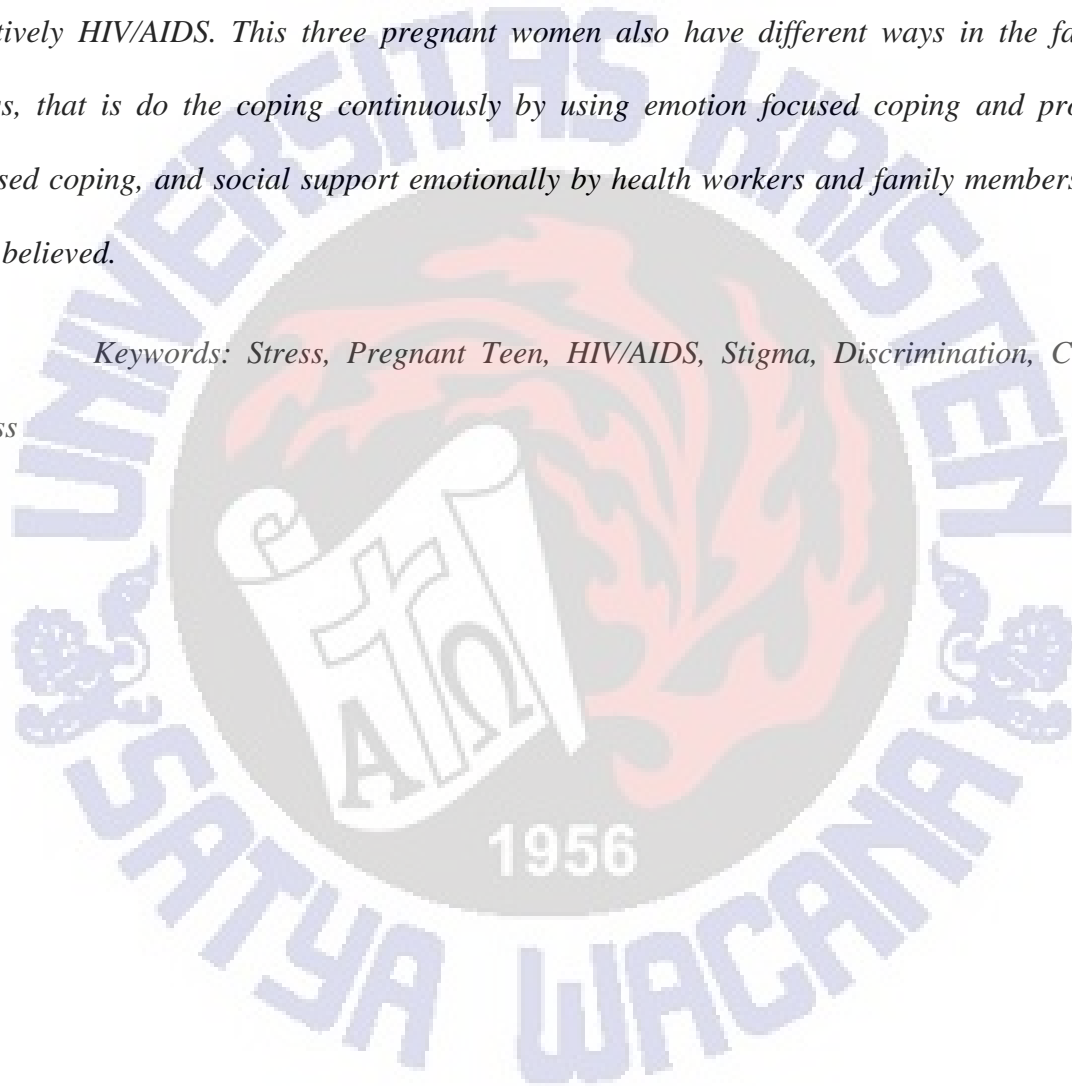 tively HIV/AIDS. This three pregnant women also have different ways in the fa
s, that is do the coping continuously by using emotion focused coping and pro
sed coping, and social support emotionally by health workers and family members
believed.
Keywords: Stress, Pregnant Teen, HIV/AIDS, Stigma, Discrimination, C
ss
UNIVERSITAS KRISTEN
SATYA WACANA
ΑΩ
1956